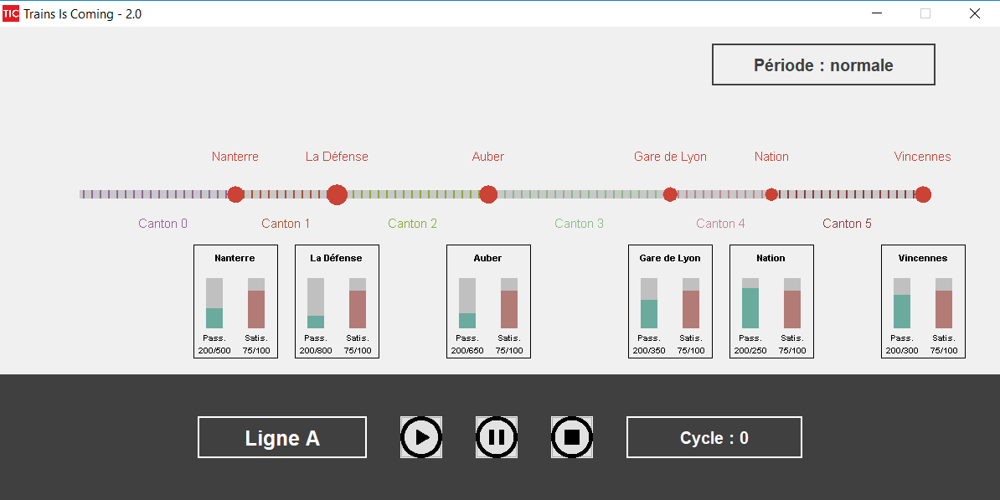 TIC Trains Is Coming - 2.0
Période : normale
Nanterre La Défense Auber Gare de Lyon Nation Vincennes
Canton 0 Canton 1 Canton 2 Canton 3 Canton 4 Canton 5
Nanterre La Défense Auber Gare de Lyon Nation Vincennes
Pass. Satis. Pass. Satis. Pass. Satis. Pass. Satis. Pass. Satis. Pass. Satis.
200/500 75/100 200/800 75/100 200/650 75/100 200/350 75/100 200/250 75/100 200/300 75/100
Ligne A Cycle : 0